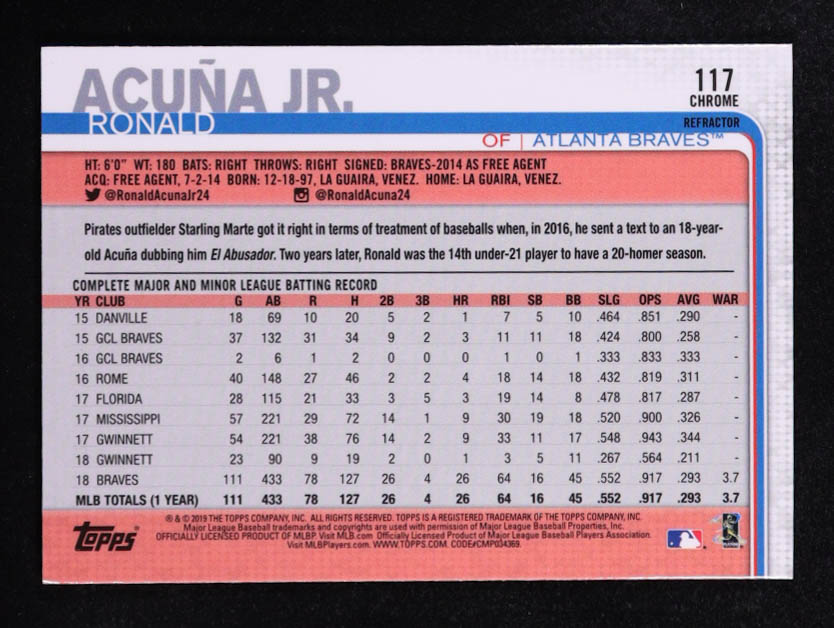 ACUÑA JR.
117
CHROME
RONALD
REFRACTOR
OF | ATLANTA BRAVES™
HT: 6'0" WT: 180 BATS: RIGHT THROWS: RIGHT SIGNED: BRAVES-2014 AS FREE AGENT
ACQ: FREE AGENT, 7-2-14 BORN: 12-18-97, LA GUAIRA, VENEZ. HOME: LA GUAIRA, VENEZ.
@RonaldAcunaJr24 @RonaldAcuna24
Pirates outfielder Starling Marte got it right in terms of treatment of baseballs when, in 2016, he sent a text to an 18-year-
old Acuña dubbing him El Abusador. Two years later, Ronald was the 14th under-21 player to have a 20-homer season.
COMPLETE MAJOR AND MINOR LEAGUE BATTING RECORD
YR CLUB G AB R H 2B 3B HR RBI SB BB SLG OPS AVG WAR
15 DANVILLE 18 69 10 20 5 2 1 7 5 10 .464 .851 .290 -
15 GCL BRAVES 37 132 31 34 9 2 3 11 11 18 .424 .800 .258 -
16 GCL BRAVES 2 6 1 2 0 0 0 1 0 1 .333 .833 .333 -
16 ROME 40 148 27 46 2 2 4 18 14 18 .432 .819 .311 -
17 FLORIDA 28 115 21 33 3 5 3 19 14 8 .478 .817 .287 -
17 MISSISSIPPI 57 221 29 72 14 1 9 30 19 18 .520 .900 .326 -
17 GWINNETT 54 221 38 76 14 2 9 33 11 17 .548 .943 .344 -
18 GWINNETT 23 90 9 19 2 0 1 3 5 11 .267 .564 .211 -
18 BRAVES 111 433 78 127 26 4 26 64 16 45 .552 .917 .293 3.7
MLB TOTALS (1 YEAR) 111 433 78 127 26 4 26 64 16 45 .552 .917 .293 3.7
Topps®
® & © 2019 THE TOPPS COMPANY, INC. ALL RIGHTS RESERVED. TOPPS IS A REGISTERED TRADEMARK OF THE TOPPS COMPANY, INC.
Major League Baseball trademarks and copyrights are used with permission of Major League Baseball Properties, Inc.
OFFICIALLY LICENSED PRODUCT OF MLBP. Visit MLB.com Officially Licensed Product of Major League Baseball Players Association.
Visit MLBPlayers.com. WWW.TOPPS.COM. CODE#CMP034369.